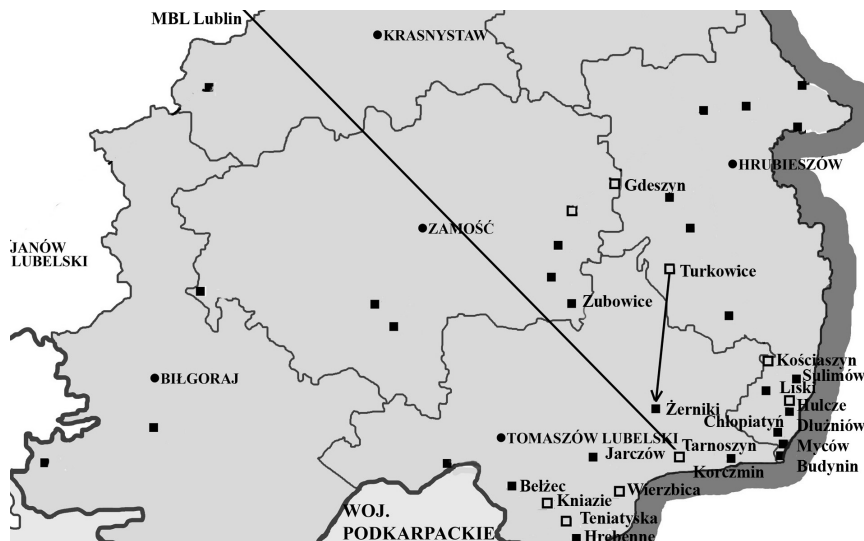 MBL Lublin
KRASNYSTAW
HRUBIESZÓW
Gdeszyn
ZAMOŚĆ
JANÓW
LUBELSKI
Turkowice
Zubowice
Kościaszyn
Sulimów
BIŁGORAJ
Liski
Żerniki
Hulcze
Chłopiatyń
Dłużniów
TOMASZÓW LUBELSKI
Tarnoszyn
Myców
Jarczów
Korczmin
Budynin
Bełżec
Wierzbica
Kniazie
WOJ.
PODKARPACKIE
Teniatyska
Hrebenne